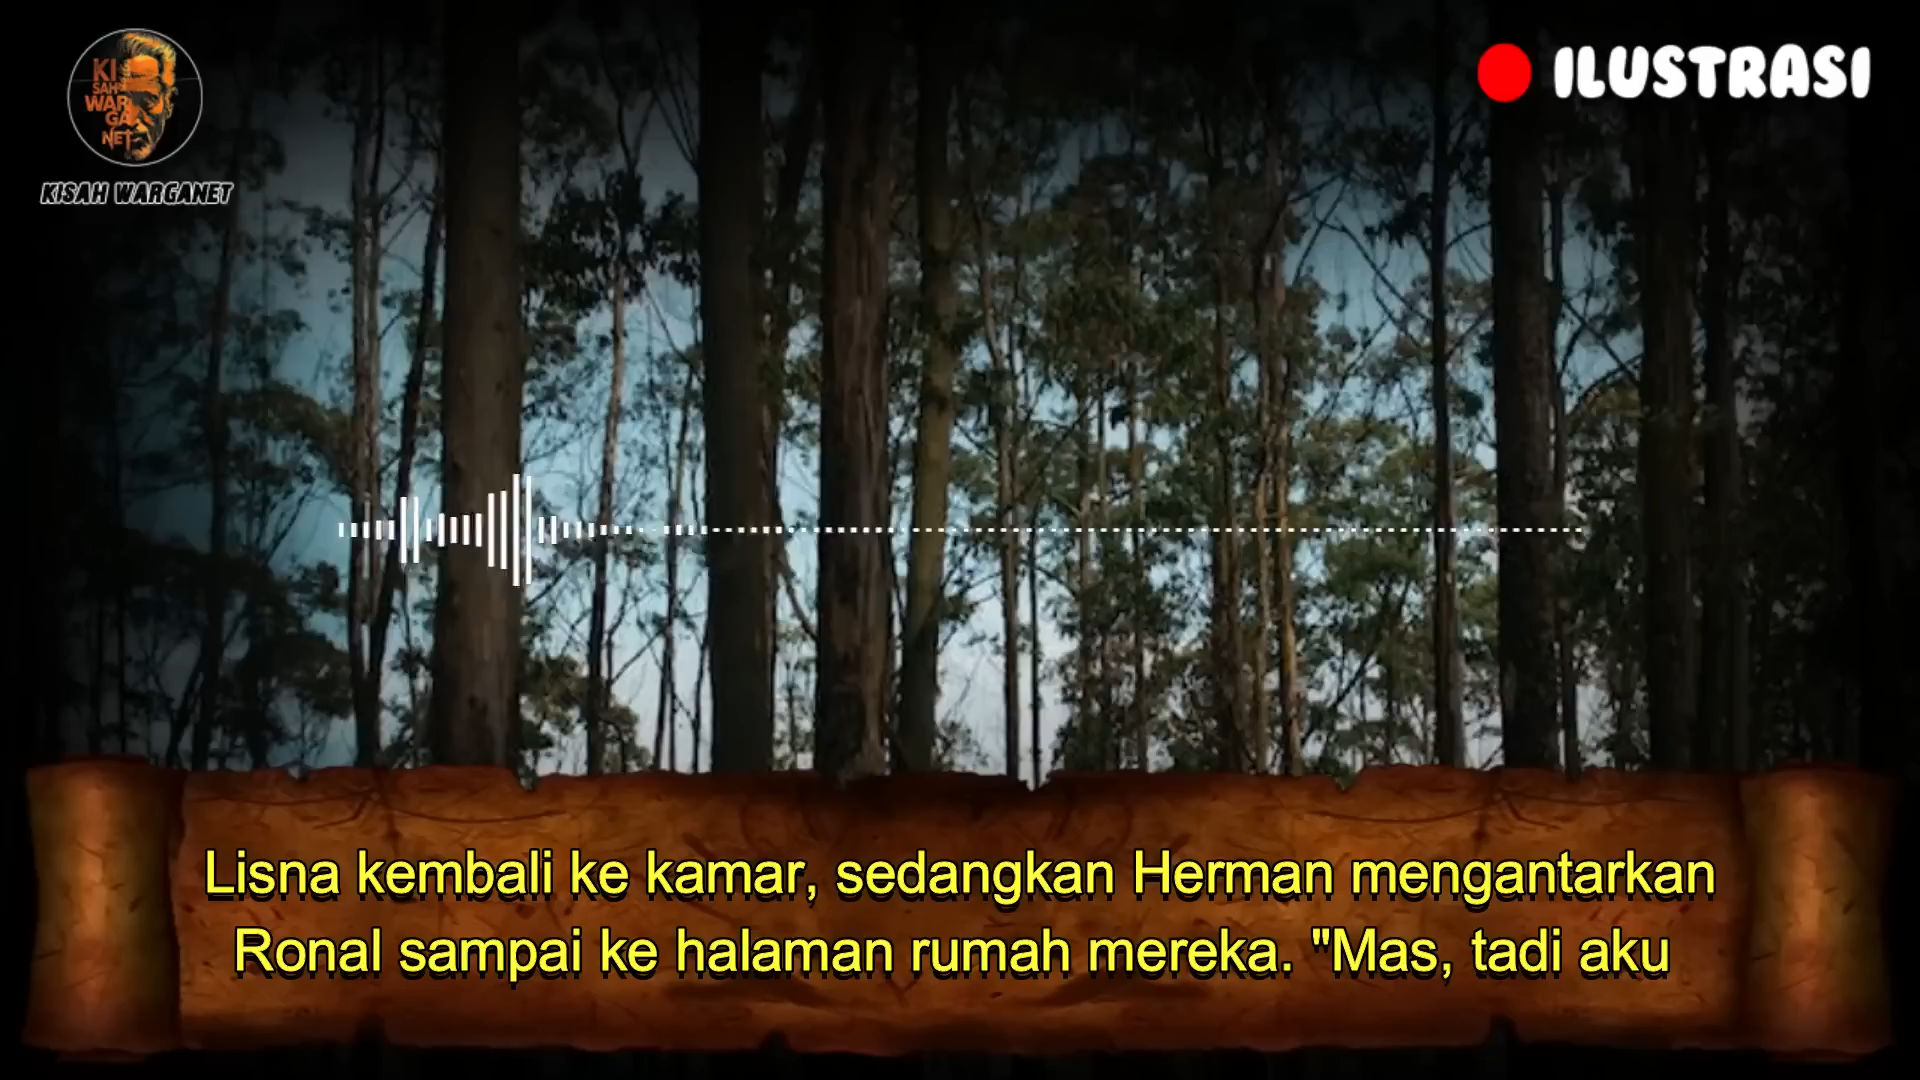 KI
SAH
WAR
GA
NET
KISAH WARGANET
ILUSTRASI
Lisna kembali ke kamar, sedangkan Herman mengantarkan
Ronal sampai ke halaman rumah mereka. "Mas, tadi aku